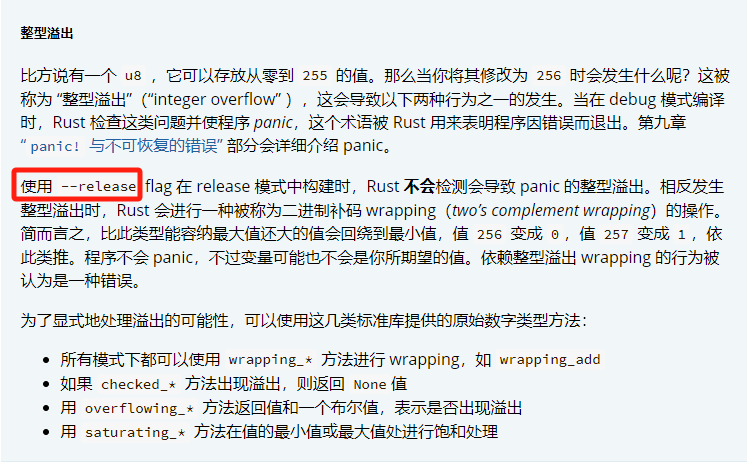 整型溢出
比方说有一个 u8 ，它可以存放从零到 255 的值。那么当你将其修改为 256 时会发生什么呢？这被
称为 “整型溢出”（“integer overflow” ），这会导致以下两种行为之一的发生。当在 debug 模式编译
时，Rust 检查这类问题并使程序 panic，这个术语被 Rust 用来表明程序因错误而退出。第九章
“ panic! 与不可恢复的错误” 部分会详细介绍 panic。
使用 --release flag 在 release 模式中构建时，Rust 不会检测会导致 panic 的整型溢出。相反发生
整型溢出时，Rust 会进行一种被称为二进制补码 wrapping（two’s complement wrapping）的操作。
简而言之，比此类型能容纳最大值还大的值会回绕到最小值，值 256 变成 0 ，值 257 变成 1 ，依
此类推。程序不会 panic，不过变量可能也不会是你所期望的值。依赖整型溢出 wrapping 的行为被
认为是一种错误。
为了显式地处理溢出的可能性，可以使用这几类标准库提供的原始数字类型方法：
• 所有模式下都可以使用 wrapping_* 方法进行 wrapping，如 wrapping_add
• 如果 checked_* 方法出现溢出，则返回 None 值
• 用 overflowing_* 方法返回值和一个布尔值，表示是否出现溢出
• 用 saturating_* 方法在值的最小值或最大值处进行饱和处理